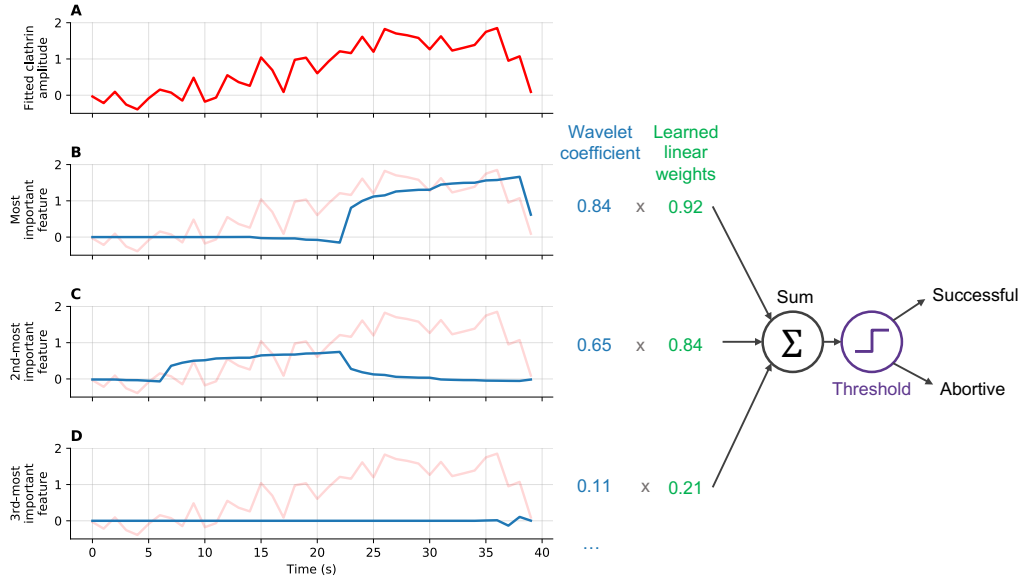 A
Fitted clathrin
amplitude
2
1
0
B
Most
important
feature
2
1
0
C
2nd-most
important
feature
2
1
0
D
3rd-most
important
feature
2
1
0
0 5 10 15 20 25 30 35 40
Time (s)
Wavelet
coefficient
Learned
linear
weights
0.84 x 0.92
0.65 x 0.84
0.11 x 0.21
...
Sum
Σ
Threshold
Successful
Abortive